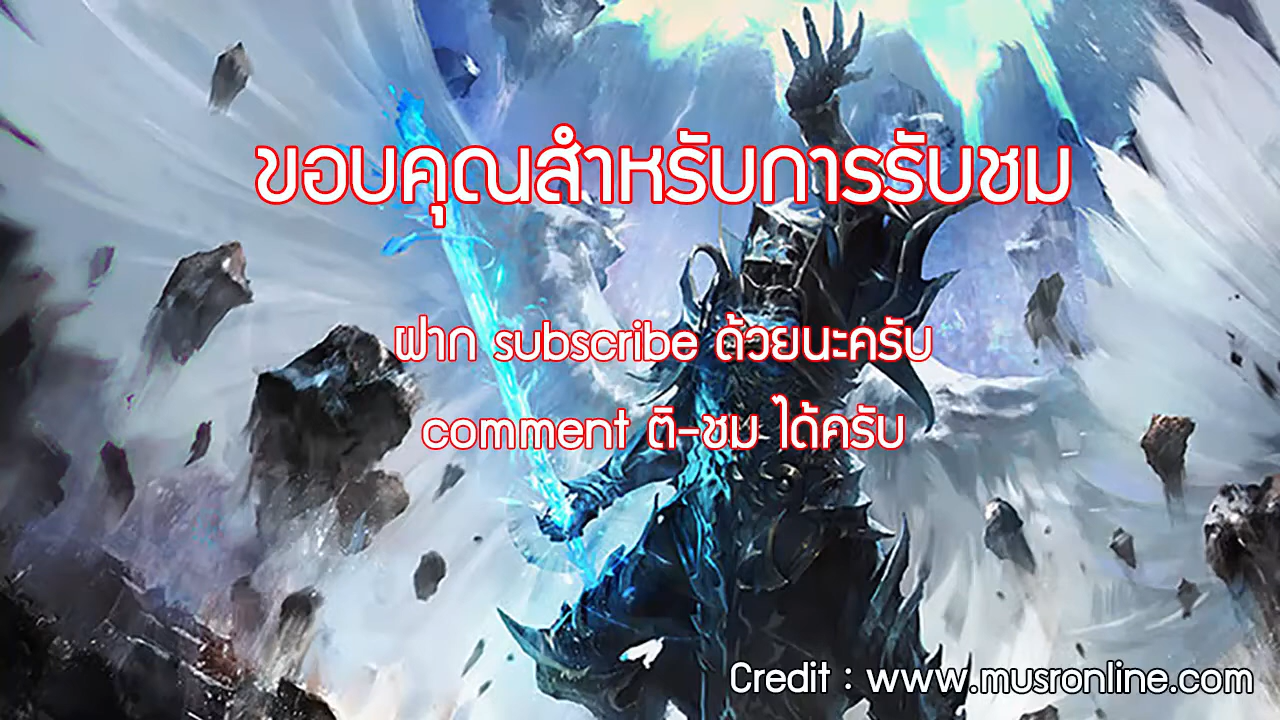 ขอบคุณสำหรับการรับชม
ฝาก subscribe ด้วยนะครับ
comment ติ-ชม ได้ครับ
Credit : www.musronline.com